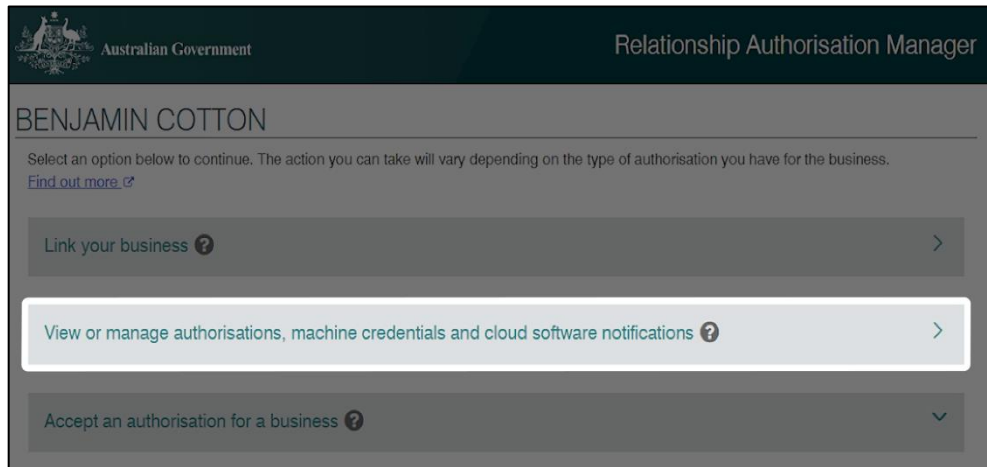 Australian Government
Relationship Authorisation Manager
BENJAMIN COTTON
Select an option below to continue. The action you can take will vary depending on the type of authorisation you have for the business.
Find out more
Link your business ?
View or manage authorisations, machine credentials and cloud software notifications ?
Accept an authorisation for a business ?